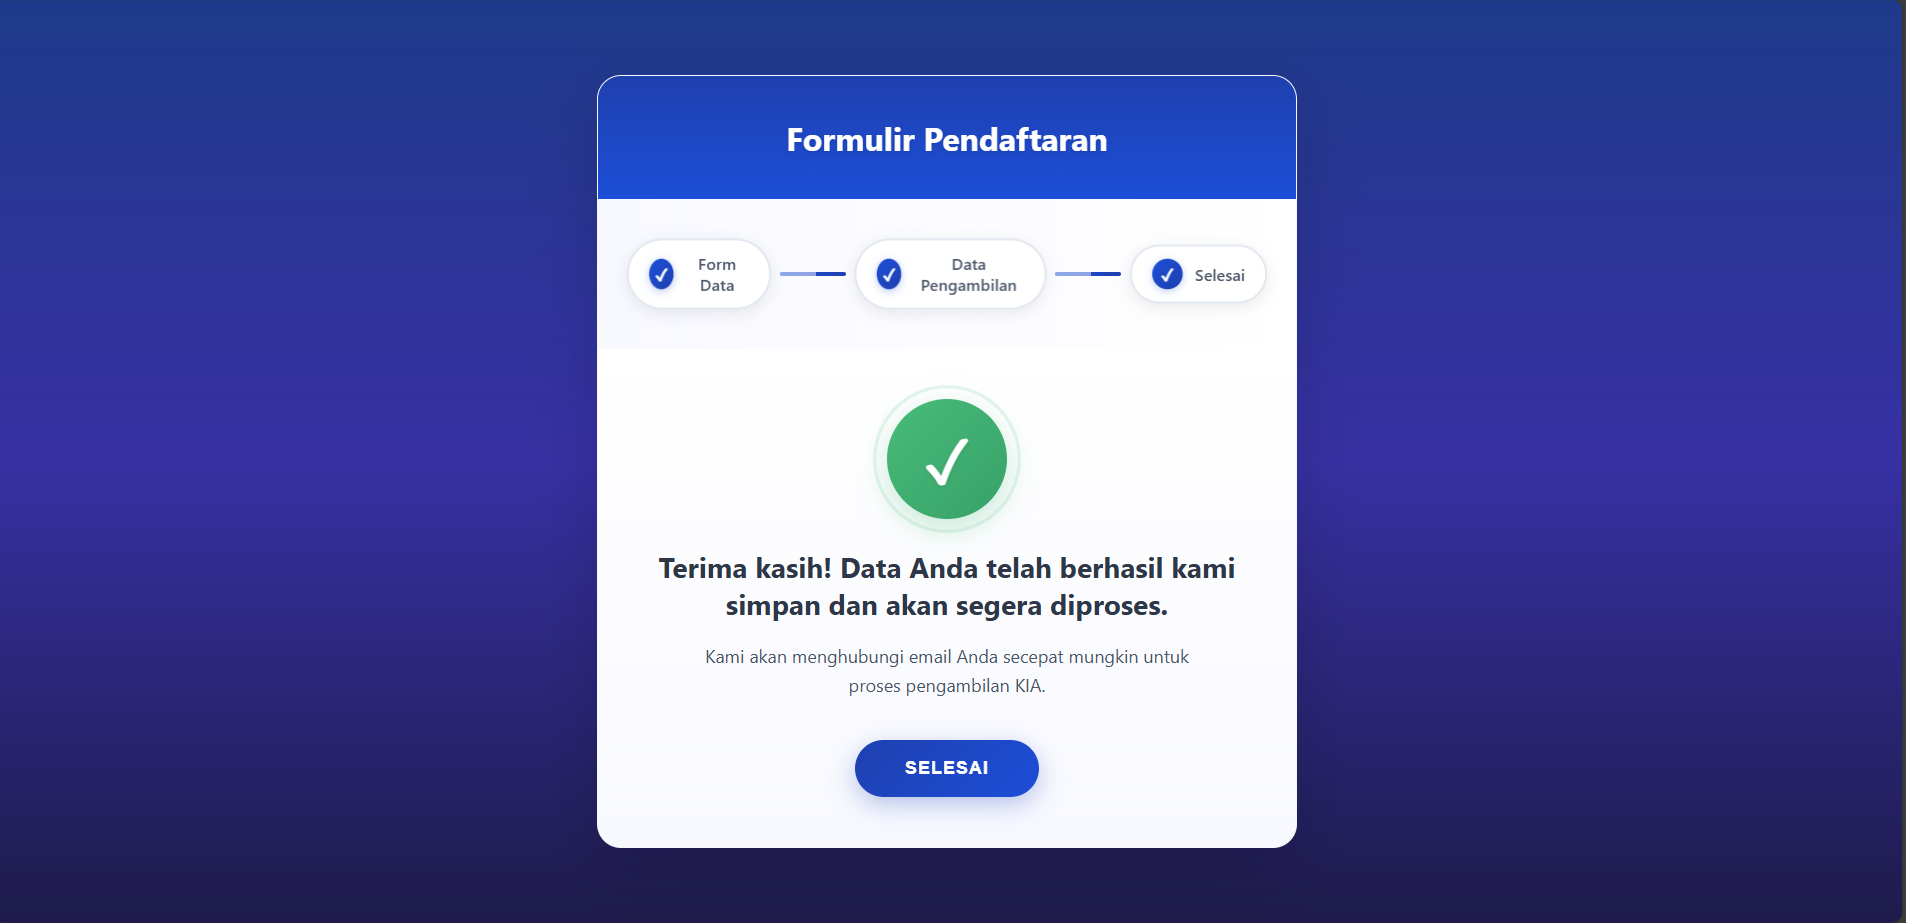 Formulir Pendaftaran
Form
Data
Data
Pengambilan
Selesai
Terima kasih! Data Anda telah berhasil kami
simpan dan akan segera diproses.
Kami akan menghubungi email Anda secepat mungkin untuk
proses pengambilan KIA.
SELESAI